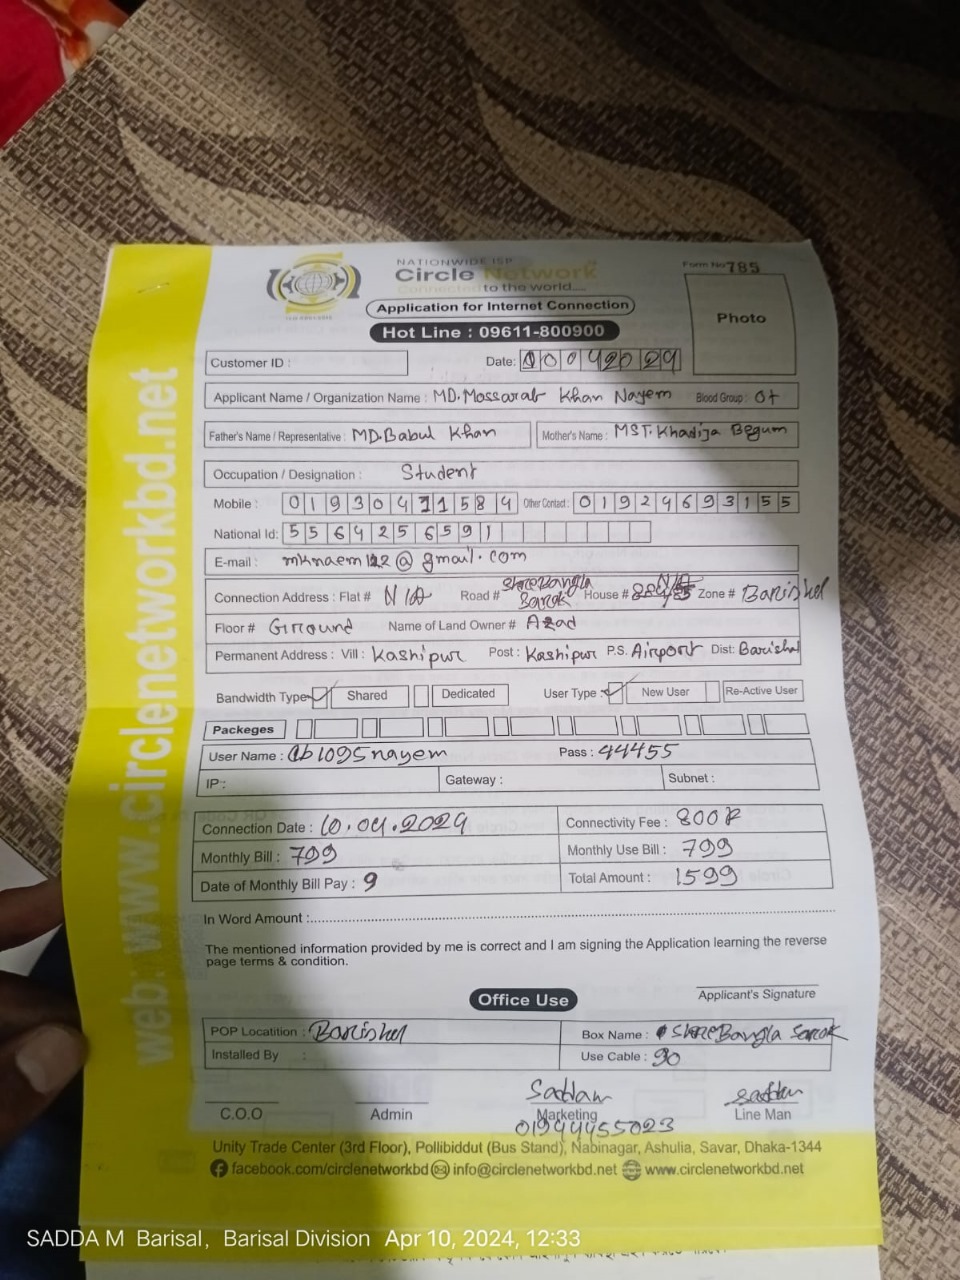 NATIONWIDE ISP
Circle Network
Connected to the world....
Form No 785
Application for Internet Connection
Hot Line : 09611-800900
Photo
Customer ID :
Date: 10042024
Applicant Name / Organization Name : MD. Mossarab Khan Nayem Blood Group : O+
Father's Name / Representative : MD. Babul Khan Mother's Name : MST. Khadija Begum
Occupation / Designation : Student
Mobile : 01930411584 Other Contact : 01924693155
National Id: 5564256591
E-mail : mknaem122@gmail.com
Connection Address : Flat # N/A Road # ShreBangla Sarok House # N/A Zone # Barishal
Floor # Ground Name of Land Owner # Azad
Permanent Address : Vill : Kashipur Post : Kashipur P.S. Airport Dist: Barishal
Bandwidth Type Shared Dedicated User Type : New User Re-Active User
Packeges
User Name : cb1095nayem Pass : 44455
IP : Gateway : Subnet :
Connection Date : 10.04.2024 Connectivity Fee : 800
Monthly Bill : 799 Monthly Use Bill : 799
Date of Monthly Bill Pay : 9 Total Amount : 1599
In Word Amount :
The mentioned information provided by me is correct and I am signing the Application learning the reverse
page terms & condition.
Applicant's Signature
Office Use
POP Locatition : Barishal Box Name : ShreBangla Sarok
Installed By : Use Cable : 90
Saddam saddam
C.O.O Admin Marketing Line Man
01944455023
Unity Trade Center (3rd Floor), Pollibiddut (Bus Stand), Nabinagar, Ashulia, Savar, Dhaka-1344
facebook.com/circlenetworkbd info@circlenetworkbd.net www.circlenetworkbd.net
web: www.circlenetworkbd.net
SADDA M Barisal, Barisal Division Apr 10, 2024, 12:33